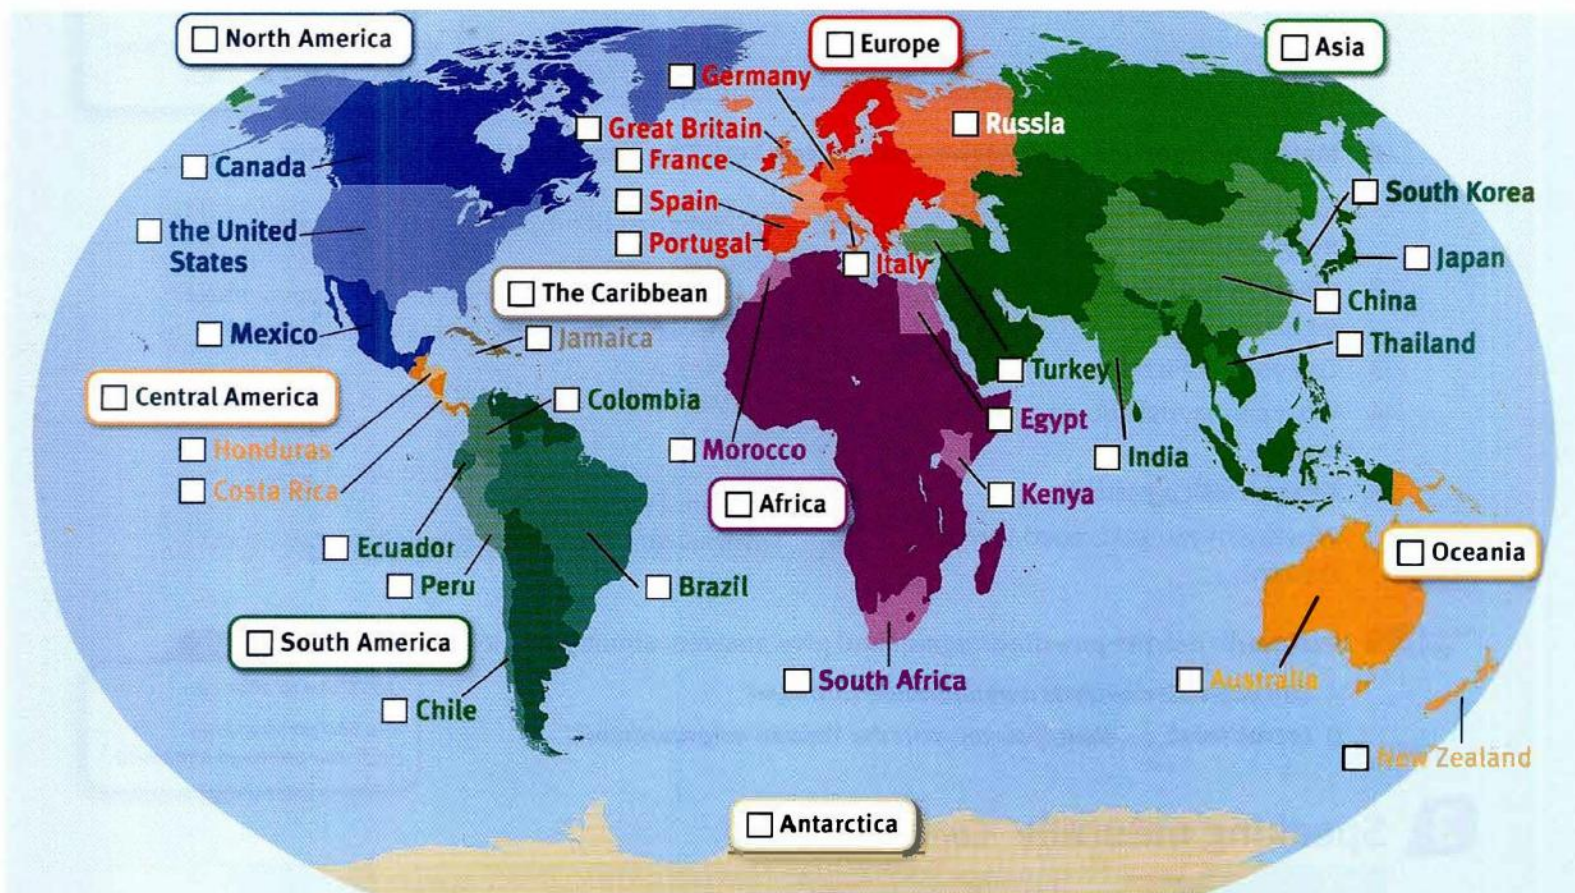 North America
Europe
Asia
Germany
Great Britain
Russia
France
Canada
South Korea
Spain
the United
States
Portugal
Italy
Japan
The Caribbean
China
Mexico
Jamaica
Thailand
Turkey
Central America
Colombia
Egypt
Honduras
Morocco
India
Costa Rica
Africa
Kenya
Ecuador
Oceania
Peru
Brazil
South America
South Africa
Australia
Chile
New Zealand
Antarctica